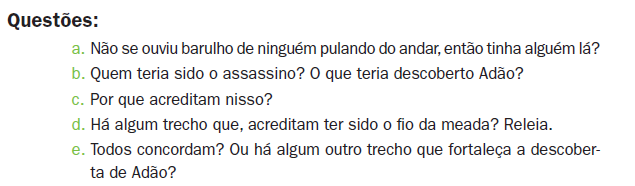 Questões:
a. Não se ouviu barulho de ninguém pulando do andar, então tinha alguém lá?
b. Quem teria sido o assassino? O que teria descoberto Adão?
c. Por que acreditam nisso?
d. Há algum trecho que, acreditam ter sido o fio da meada? Releia.
e. Todos concordam? Ou há algum outro trecho que fortaleça a descober-
ta de Adão?